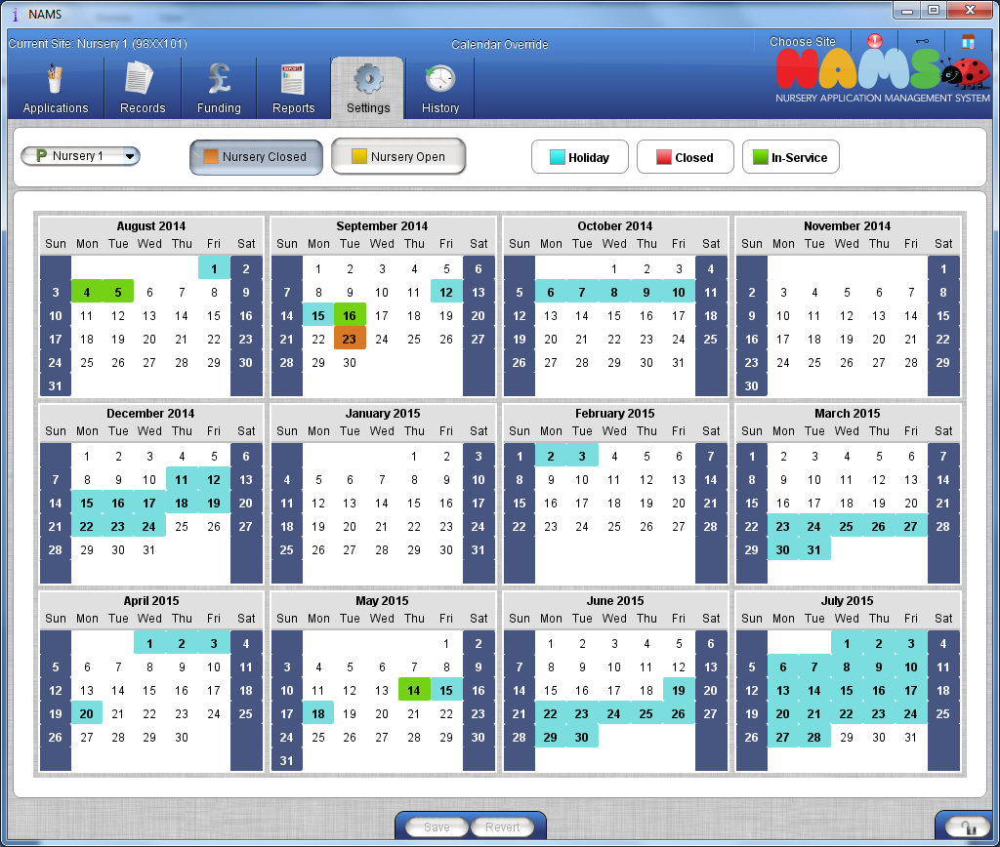 NAMS
Current Site: Nursery 1 (98XX101)
Calendar Override
Choose Site
Applications Records Funding Reports Settings History
NAMS
NURSERY APPLICATION MANAGEMENT SYSTEM
P Nursery 1 Nursery Closed Nursery Open Holiday Closed In-Service
August 2014
Sun Mon Tue Wed Thu Fri Sat
1 2
3 4 5 6 7 8 9
10 11 12 13 14 15 16
17 18 19 20 21 22 23
24 25 26 27 28 29 30
31
September 2014
Sun Mon Tue Wed Thu Fri Sat
1 2 3 4 5 6
7 8 9 10 11 12 13
14 15 16 17 18 19 20
21 22 23 24 25 26 27
28 29 30
October 2014
Sun Mon Tue Wed Thu Fri Sat
1 2 3 4
5 6 7 8 9 10 11
12 13 14 15 16 17 18
19 20 21 22 23 24 25
26 27 28 29 30 31
November 2014
Sun Mon Tue Wed Thu Fri Sat
1
2 3 4 5 6 7 8
9 10 11 12 13 14 15
16 17 18 19 20 21 22
23 24 25 26 27 28 29
30
December 2014
Sun Mon Tue Wed Thu Fri Sat
1 2 3 4 5 6
7 8 9 10 11 12 13
14 15 16 17 18 19 20
21 22 23 24 25 26 27
28 29 30 31
January 2015
Sun Mon Tue Wed Thu Fri Sat
1 2 3
4 5 6 7 8 9 10
11 12 13 14 15 16 17
18 19 20 21 22 23 24
25 26 27 28 29 30 31
February 2015
Sun Mon Tue Wed Thu Fri Sat
1 2 3 4 5 6 7
8 9 10 11 12 13 14
15 16 17 18 19 20 21
22 23 24 25 26 27 28
March 2015
Sun Mon Tue Wed Thu Fri Sat
1 2 3 4 5 6 7
8 9 10 11 12 13 14
15 16 17 18 19 20 21
22 23 24 25 26 27 28
29 30 31
April 2015
Sun Mon Tue Wed Thu Fri Sat
1 2 3 4
5 6 7 8 9 10 11
12 13 14 15 16 17 18
19 20 21 22 23 24 25
26 27 28 29 30
May 2015
Sun Mon Tue Wed Thu Fri Sat
1 2
3 4 5 6 7 8 9
10 11 12 13 14 15 16
17 18 19 20 21 22 23
24 25 26 27 28 29 30
31
June 2015
Sun Mon Tue Wed Thu Fri Sat
1 2 3 4 5 6
7 8 9 10 11 12 13
14 15 16 17 18 19 20
21 22 23 24 25 26 27
28 29 30
July 2015
Sun Mon Tue Wed Thu Fri Sat
1 2 3 4
5 6 7 8 9 10 11
12 13 14 15 16 17 18
19 20 21 22 23 24 25
26 27 28 29 30 31
Save Revert